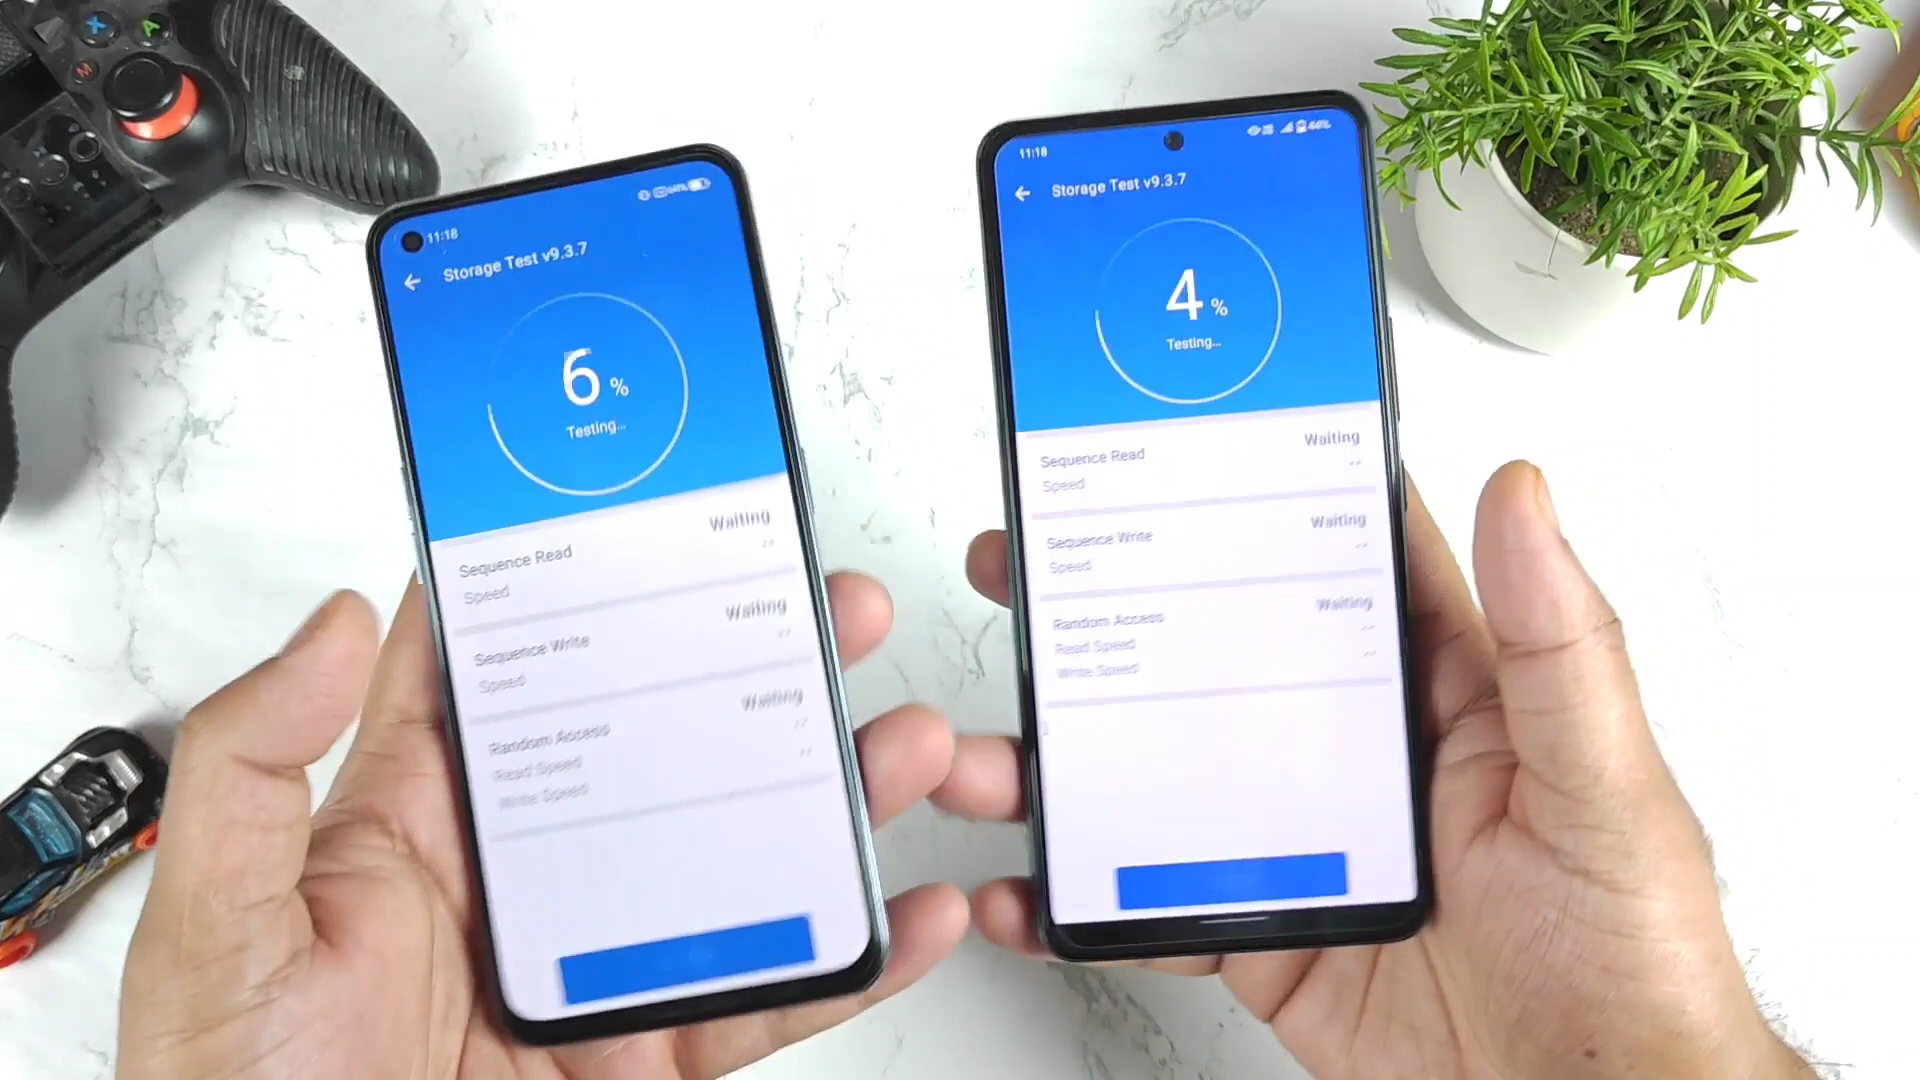 X
A
M
11:18
Storage Test v9.3.7
6 %
Testing...
Waiting
Sequence Read
Speed
Waiting
Sequence Write
Speed
Waiting
Random Access
Read Speed
Write Speed
11:18
66%
Storage Test v9.3.7
4 %
Testing...
Waiting
Sequence Read
Speed
Waiting
Sequence Write
Speed
Waiting
Random Access
Read Speed
Write Speed